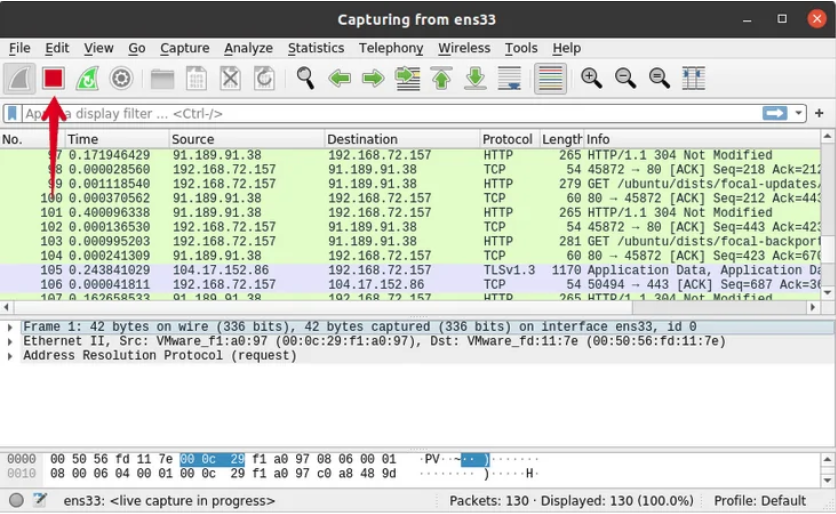 Capturing from ens33
File Edit View Go Capture Analyze Statistics Telephony Wireless Tools Help
a display filter ... <Ctrl-/>
No. Time Source Destination Protocol Length Info
97 0.171946429 91.189.91.38 192.168.72.157 HTTP 265 HTTP/1.1 304 Not Modified
98 0.000028560 192.168.72.157 91.189.91.38 TCP 54 45872 → 80 [ACK] Seq=218 Ack=212
99 0.001118540 192.168.72.157 91.189.91.38 HTTP 279 GET /ubuntu/dists/focal-updates/
100 0.000370562 91.189.91.38 192.168.72.157 TCP 60 80 → 45872 [ACK] Seq=212 Ack=443
101 0.400096338 91.189.91.38 192.168.72.157 HTTP 265 HTTP/1.1 304 Not Modified
102 0.000136530 192.168.72.157 91.189.91.38 TCP 54 45872 → 80 [ACK] Seq=443 Ack=423
103 0.000995203 192.168.72.157 91.189.91.38 HTTP 281 GET /ubuntu/dists/focal-backport
104 0.000241309 91.189.91.38 192.168.72.157 TCP 60 80 → 45872 [ACK] Seq=423 Ack=670
105 0.243841029 104.17.152.86 192.168.72.157 TLSv1.3 1170 Application Data, Application Da
106 0.000041811 192.168.72.157 104.17.152.86 TCP 54 50494 → 443 [ACK] Seq=687 Ack=36
107 0.162658533 91.189.91.38 192.168.72.157 HTTP 265 HTTP/1.1 304 Not Modified
Frame 1: 42 bytes on wire (336 bits), 42 bytes captured (336 bits) on interface ens33, id 0
Ethernet II, Src: VMware_f1:a0:97 (00:0c:29:f1:a0:97), Dst: VMware_fd:11:7e (00:50:56:fd:11:7e)
Address Resolution Protocol (request)
0000 00 50 56 fd 11 7e 00 0c 29 f1 a0 97 08 06 00 01 ·PV··~·· )·······
0010 08 00 06 04 00 01 00 0c 29 f1 a0 97 c0 a8 48 9d ········ )·····H·
ens33: <live capture in progress> Packets: 130 · Displayed: 130 (100.0%) Profile: Default